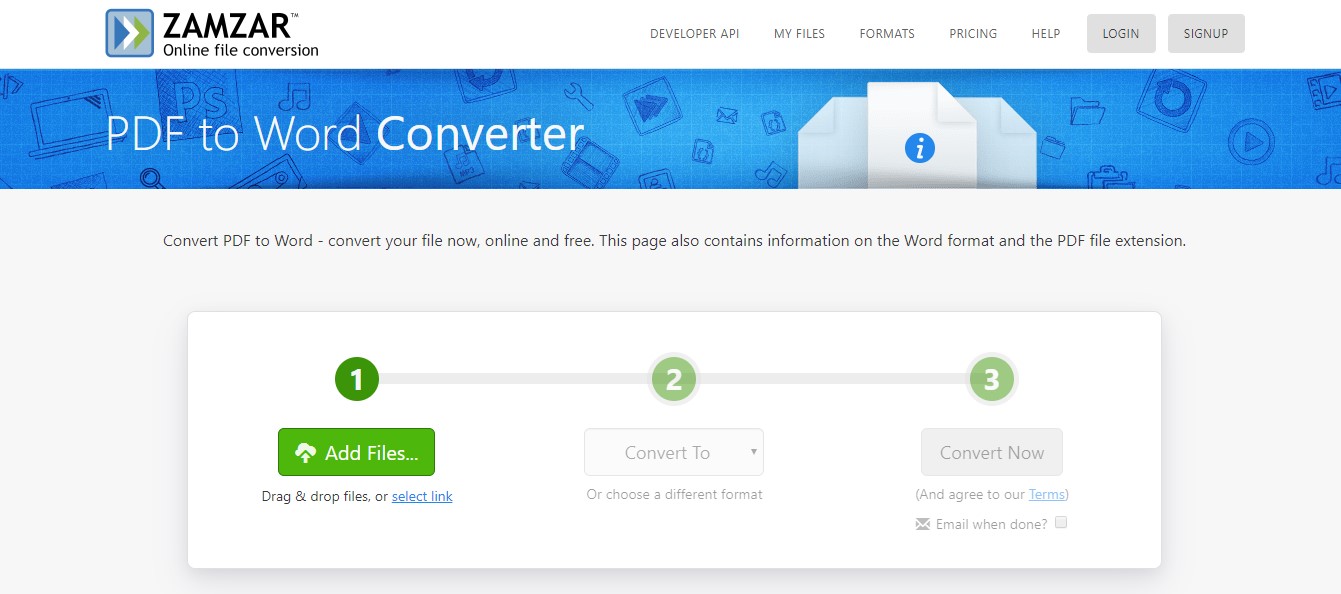 ZAMZAR™
Online file conversion
DEVELOPER API
MY FILES
FORMATS
PRICING
HELP
LOGIN
SIGNUP
PS
PDF to Word Converter
i
Convert PDF to Word - convert your file now, online and free. This page also contains information on the Word format and the PDF file extension.
1
2
3
Add Files...
Convert To
Convert Now
Drag & drop files, or select link
Or choose a different format
(And agree to our Terms)
Email when done?